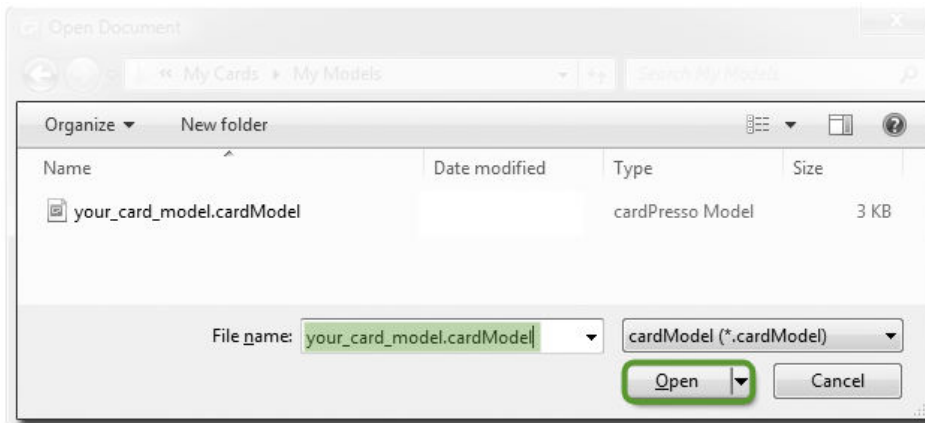 Open Document
« My Cards ▸ My Models Search My Models
Organize ▾ New folder
Name Date modified Type Size
your_card_model.cardModel cardPresso Model 3 KB
File name: your_card_model.cardModel cardModel (*.cardModel)
Open Cancel